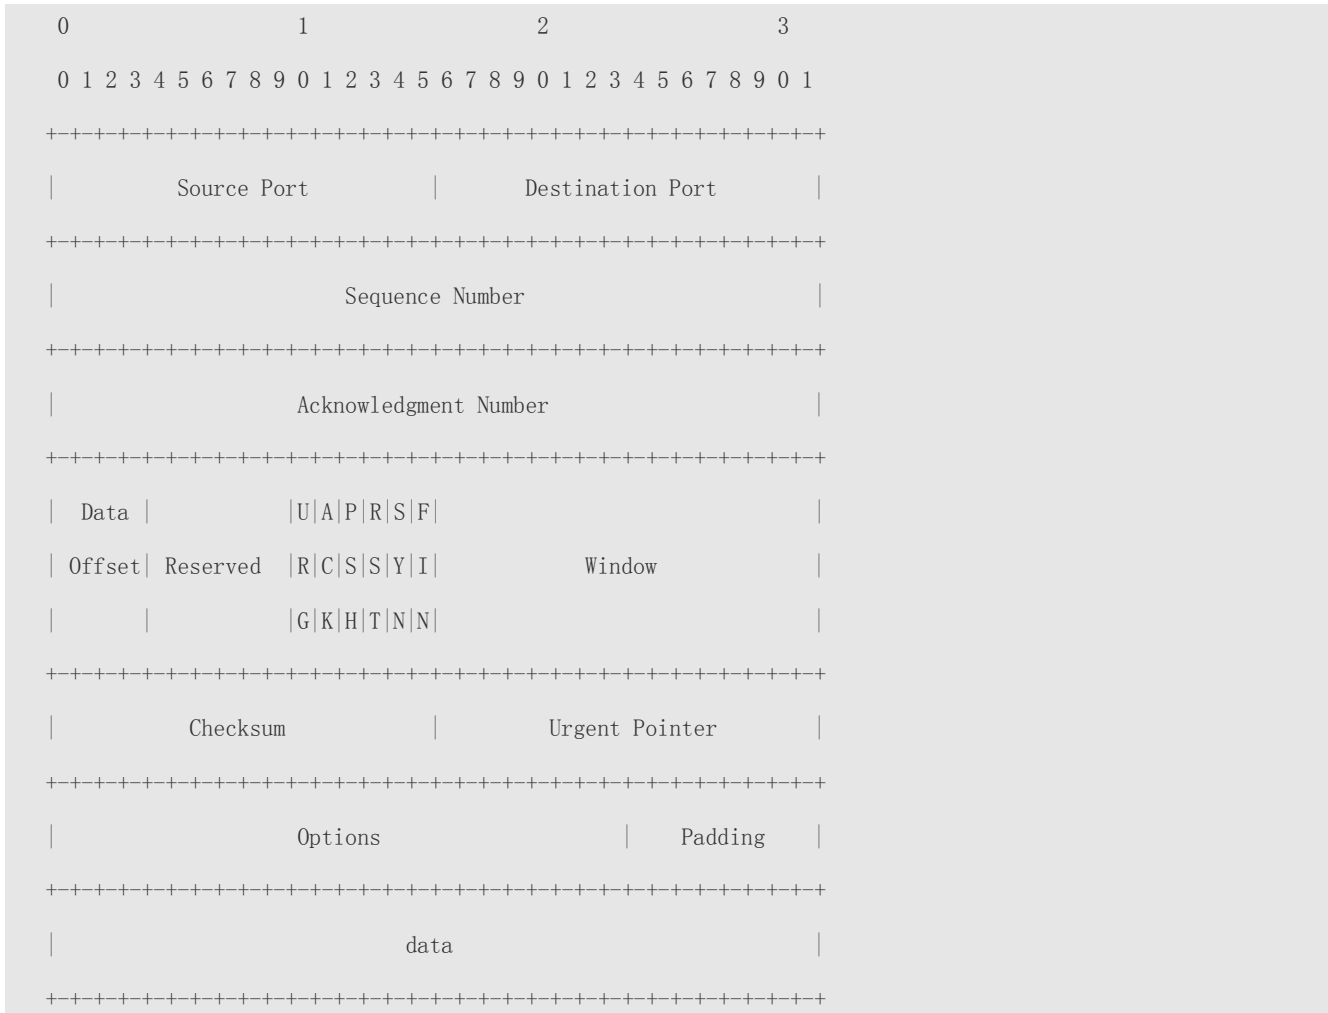 0                   1                   2                   3
 0 1 2 3 4 5 6 7 8 9 0 1 2 3 4 5 6 7 8 9 0 1 2 3 4 5 6 7 8 9 0 1
+-+-+-+-+-+-+-+-+-+-+-+-+-+-+-+-+-+-+-+-+-+-+-+-+-+-+-+-+-+-+-+-+
|          Source Port          |       Destination Port        |
+-+-+-+-+-+-+-+-+-+-+-+-+-+-+-+-+-+-+-+-+-+-+-+-+-+-+-+-+-+-+-+-+
|                        Sequence Number                        |
+-+-+-+-+-+-+-+-+-+-+-+-+-+-+-+-+-+-+-+-+-+-+-+-+-+-+-+-+-+-+-+-+
|                    Acknowledgment Number                      |
+-+-+-+-+-+-+-+-+-+-+-+-+-+-+-+-+-+-+-+-+-+-+-+-+-+-+-+-+-+-+-+-+
|  Data |           |U|A|P|R|S|F|                               |
| Offset| Reserved  |R|C|S|S|Y|I|            Window             |
|       |           |G|K|H|T|N|N|                               |
+-+-+-+-+-+-+-+-+-+-+-+-+-+-+-+-+-+-+-+-+-+-+-+-+-+-+-+-+-+-+-+-+
|           Checksum            |         Urgent Pointer        |
+-+-+-+-+-+-+-+-+-+-+-+-+-+-+-+-+-+-+-+-+-+-+-+-+-+-+-+-+-+-+-+-+
|                    Options                    |    Padding    |
+-+-+-+-+-+-+-+-+-+-+-+-+-+-+-+-+-+-+-+-+-+-+-+-+-+-+-+-+-+-+-+-+
|                             data                              |
+-+-+-+-+-+-+-+-+-+-+-+-+-+-+-+-+-+-+-+-+-+-+-+-+-+-+-+-+-+-+-+-+